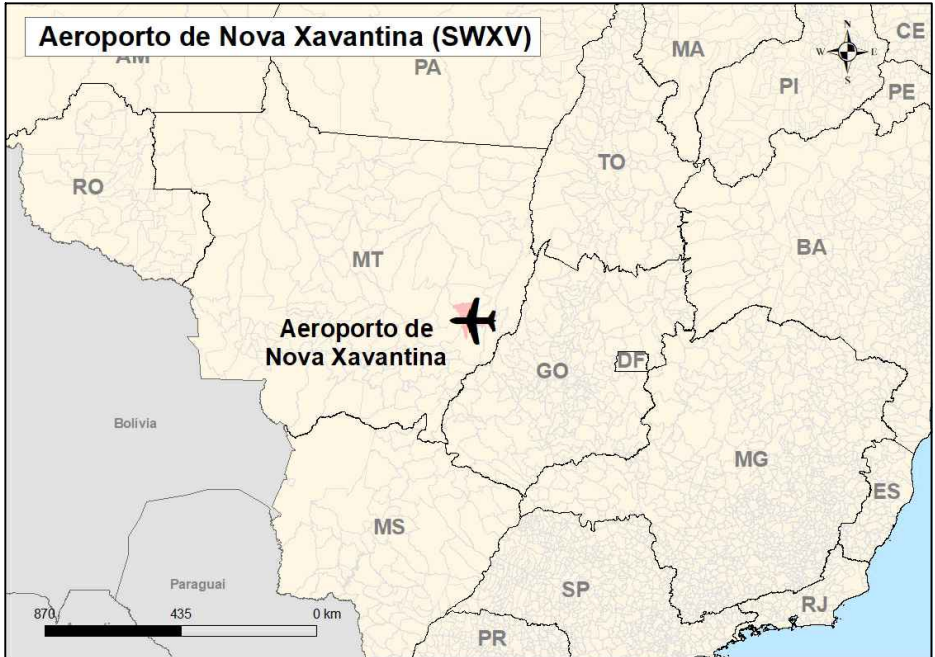 Aeroporto de Nova Xavantina (SWXV)
N
W E
S
CE
AM
PA
MA
PI
PE
TO
RO
BA
MT
Aeroporto de
Nova Xavantina
GO
DF
Bolivia
MG
ES
MS
Paraguai
SP
RJ
870 435 0 km
PR